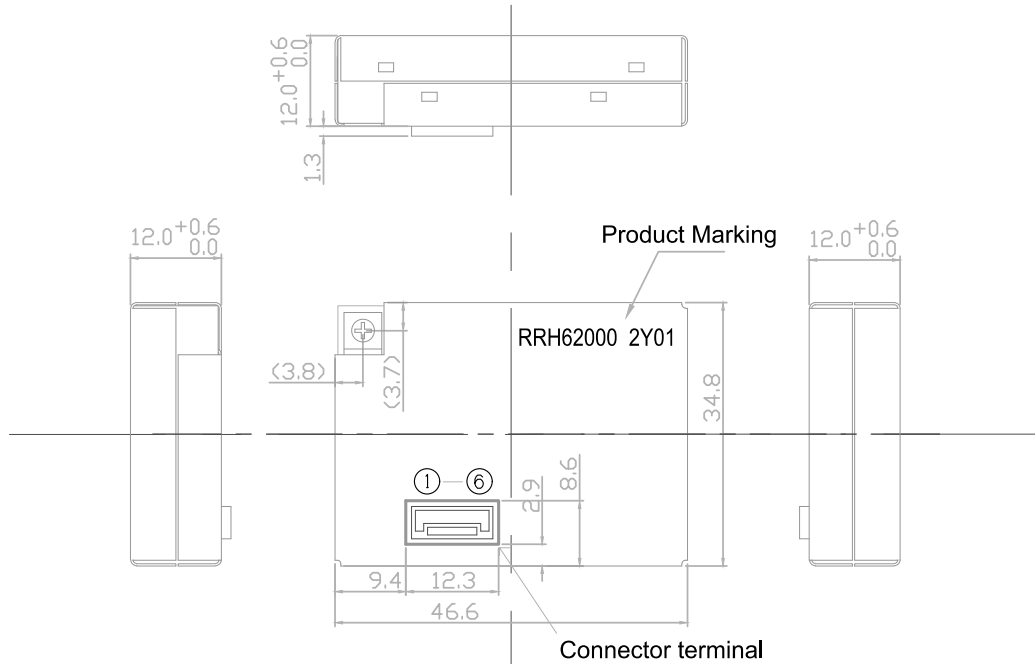 12.0 +0.6 0.0
1.3
12.0 +0.6 0.0
Product Marking
12.0 +0.6 0.0
RRH62000 2Y01
(3.8)
(3.7)
34.8
① ⑥
2.9
8.6
9.4
12.3
46.6
Connector terminal